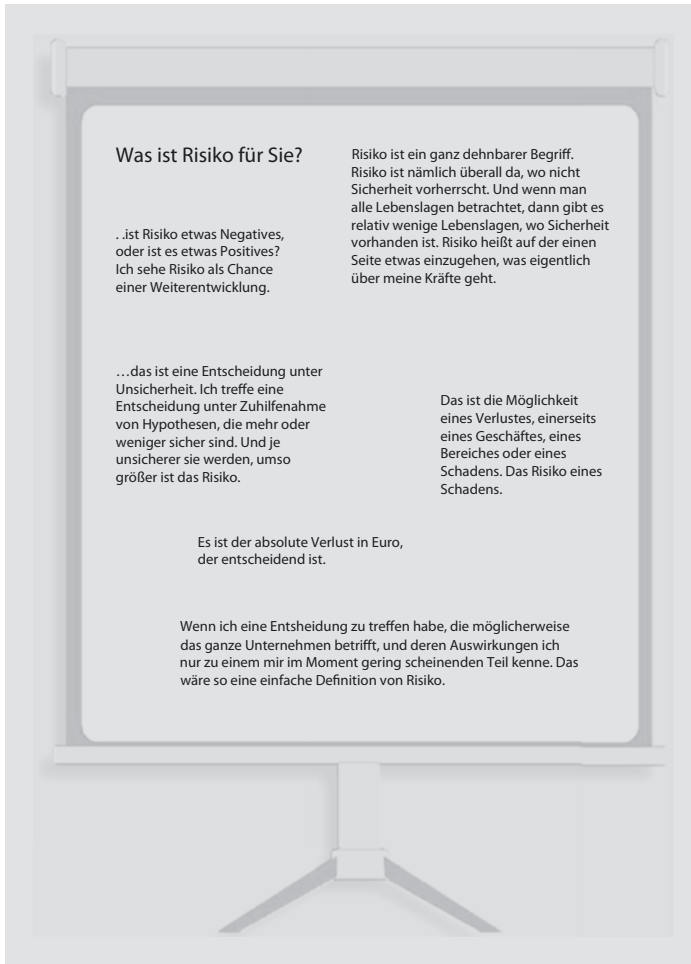 Was ist Risiko für Sie?
. .ist Risiko etwas Negatives,
oder ist es etwas Positives?
Ich sehe Risiko als Chance
einer Weiterentwicklung.
Risiko ist ein ganz dehnbarer Begriff.
Risiko ist nämlich überall da, wo nicht
Sicherheit vorherrscht. Und wenn man
alle Lebenslagen betrachtet, dann gibt es
relativ wenige Lebenslagen, wo Sicherheit
vorhanden ist. Risiko heißt auf der einen
Seite etwas einzugehen, was eigentlich
über meine Kräfte geht.
…das ist eine Entscheidung unter
Unsicherheit. Ich treffe eine
Entscheidung unter Zuhilfenahme
von Hypothesen, die mehr oder
weniger sicher sind. Und je
unsicherer sie werden, umso
größer ist das Risiko.
Das ist die Möglichkeit
eines Verlustes, einerseits
eines Geschäftes, eines
Bereiches oder eines
Schadens. Das Risiko eines
Schadens.
Es ist der absolute Verlust in Euro,
der entscheidend ist.
Wenn ich eine Entsheidung zu treffen habe, die möglicherweise
das ganze Unternehmen betrifft, und deren Auswirkungen ich
nur zu einem mir im Moment gering scheinenden Teil kenne. Das
wäre so eine einfache Definition von Risiko.